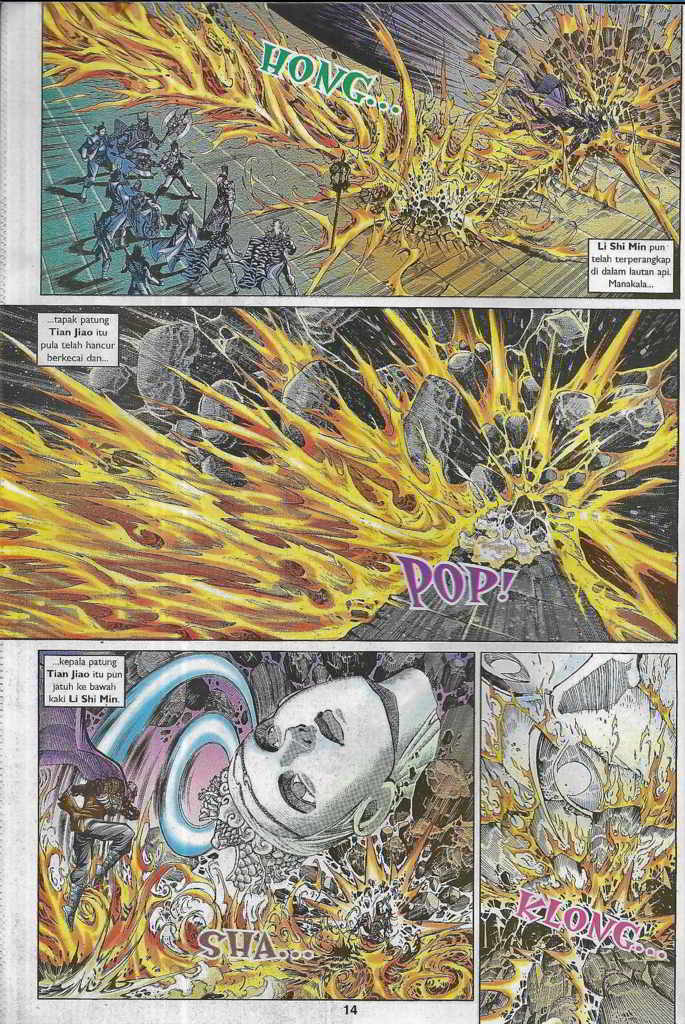 HONG...
Li Shi Min pun
telah terperangkap
di dalam lautan api.
Manakala...
...tapak patung
Tian Jiao itu
pula telah hancur
berkecai dan...
POP!
...kepala patung
Tian Jiao itu pun
jatuh ke bawah
kaki Li Shi Min.
SHA...
KLONG...
14